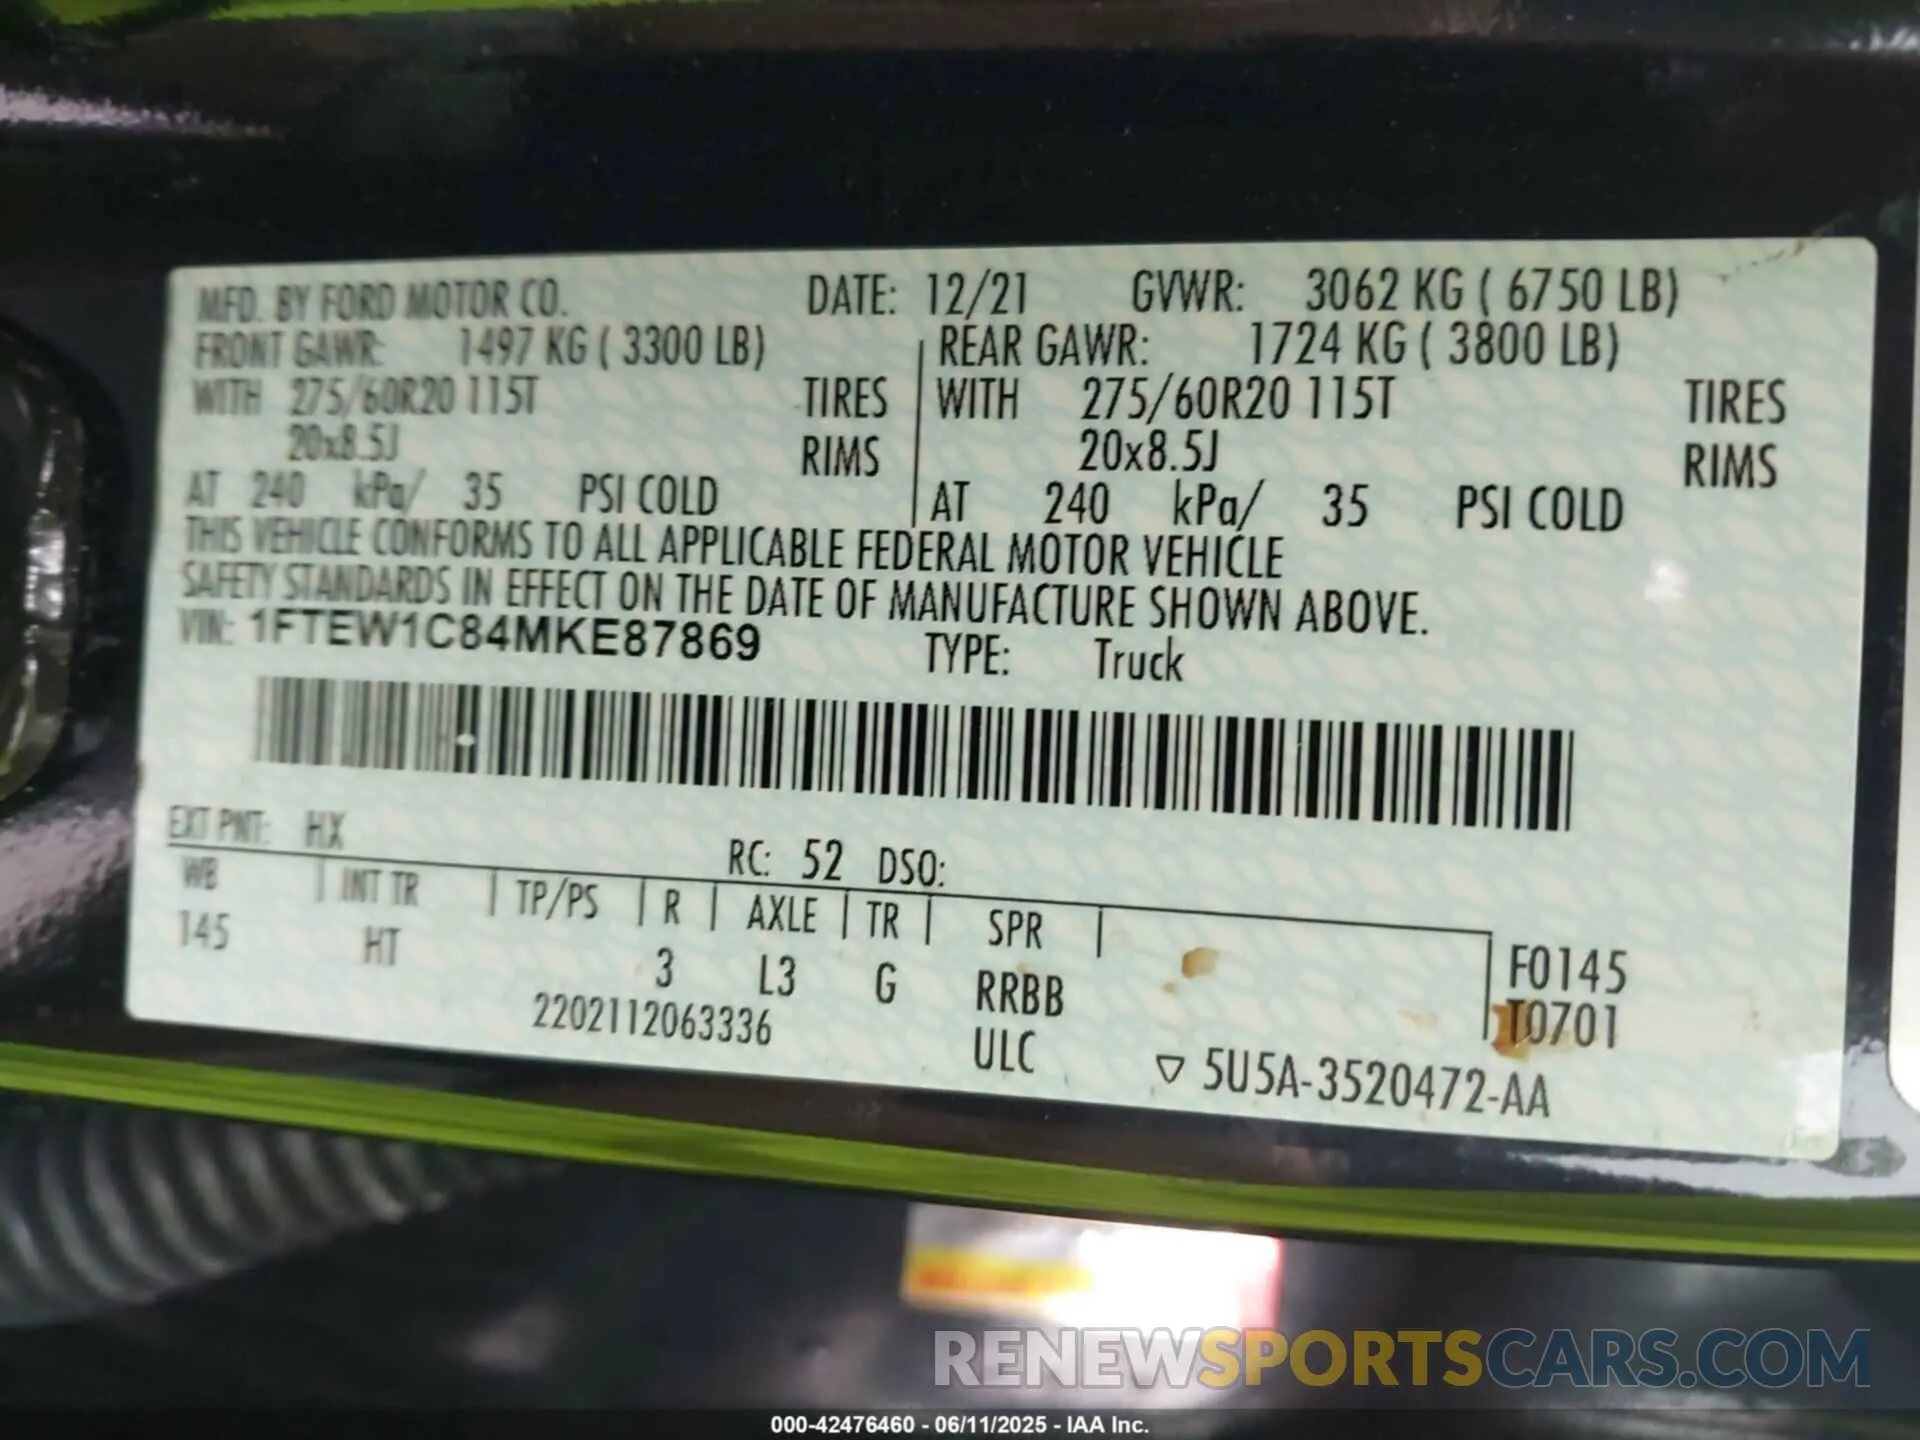 MFD. BY FORD MOTOR CO. DATE: 12/21 GVWR: 3062 KG ( 6750 LB)
FRONT GAWR: 1497 KG ( 3300 LB) REAR GAWR: 1724 KG ( 3800 LB)
WITH 275/60R20 115T TIRES WITH 275/60R20 115T TIRES
20x8.5J RIMS 20x8.5J RIMS
AT 240 kPa/ 35 PSI COLD AT 240 kPa/ 35 PSI COLD
THIS VEHICLE CONFORMS TO ALL APPLICABLE FEDERAL MOTOR VEHICLE
SAFETY STANDARDS IN EFFECT ON THE DATE OF MANUFACTURE SHOWN ABOVE.
VIN: 1FTEW1C84MKE87869 TYPE: Truck
EXT PNT: HX RC: 52 DSO:
WB INT TR TP/PS R AXLE TR SPR
145 HT 3 L3 G RRBB F0145
2202112063336 ULC T0701
5U5A-3520472-AA
RENEWSPORTSCARS.COM
000-42476460 - 06/11/2025 - IAA Inc.